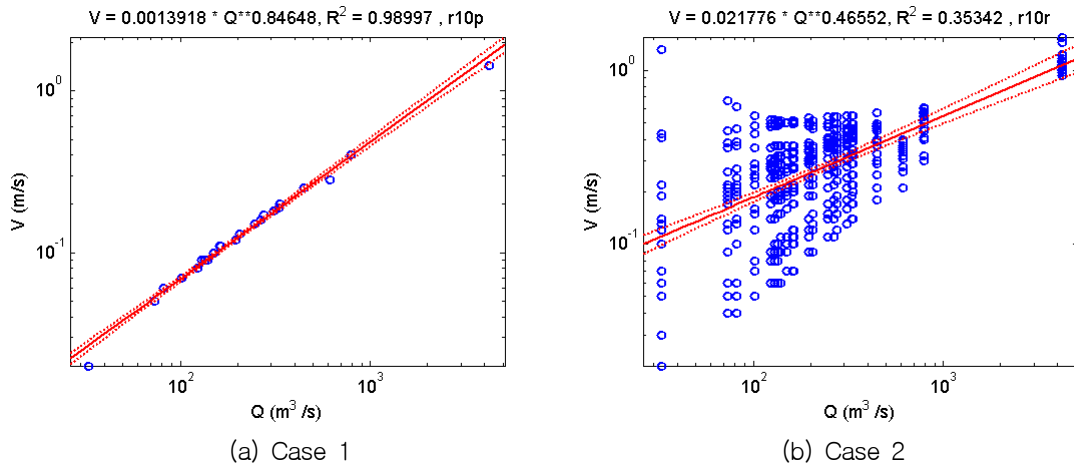 V = 0.0013918 * Q**0.84648, R² = 0.98997 , r10p
10⁰
10⁻¹
V (m/s)
10²
10³
Q (m³ /s)
(a) Case 1
V = 0.021776 * Q**0.46552, R² = 0.35342 , r10r
10⁰
10⁻¹
V (m/s)
10²
10³
Q (m³ /s)
(b) Case 2